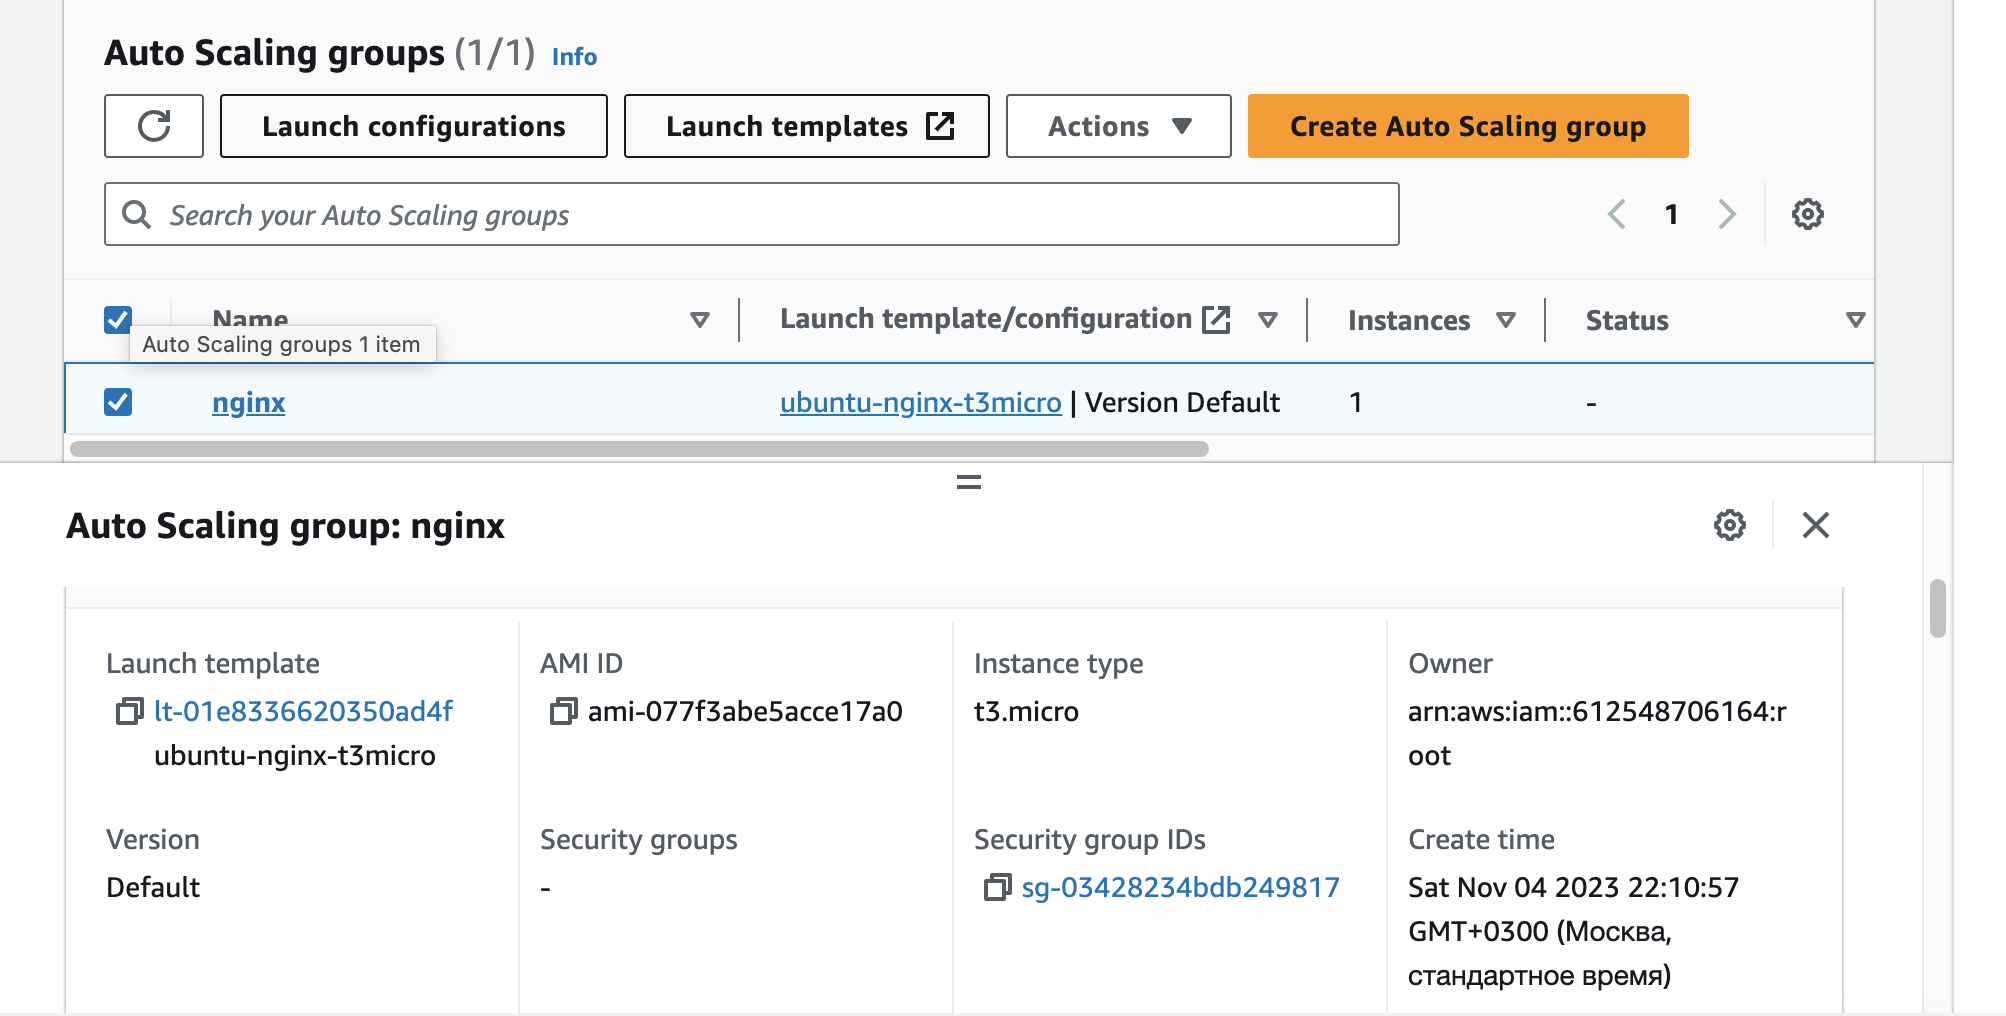 Auto Scaling groups (1/1) Info
Launch configurations Launch templates Actions Create Auto Scaling group
Search your Auto Scaling groups 1
Name Launch template/configuration Instances Status
Auto Scaling groups 1 item
nginx ubuntu-nginx-t3micro | Version Default 1 -
Auto Scaling group: nginx
Launch template AMI ID Instance type Owner
lt-01e8336620350ad4f ami-077f3abe5acce17a0 t3.micro arn:aws:iam::612548706164:r
ubuntu-nginx-t3micro oot
Version Security groups Security group IDs Create time
Default - sg-03428234bdb249817 Sat Nov 04 2023 22:10:57
GMT+0300 (Москва,
стандартное время)